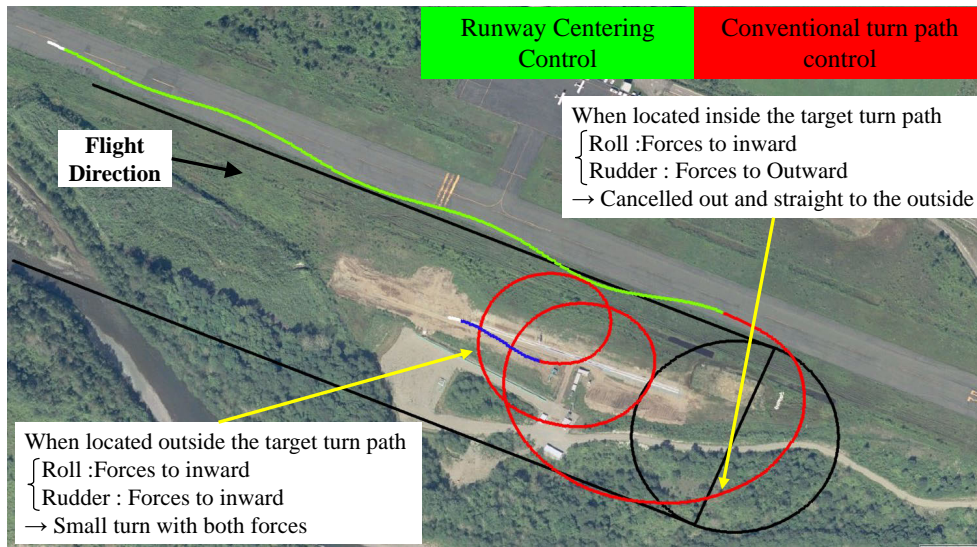 Runway Centering
Control
Conventional turn path
control
When located inside the target turn path
Roll :Forces to inward
Rudder : Forces to Outward
→ Cancelled out and straight to the outside
Flight
Direction
When located outside the target turn path
Roll :Forces to inward
Rudder : Forces to inward
→ Small turn with both forces